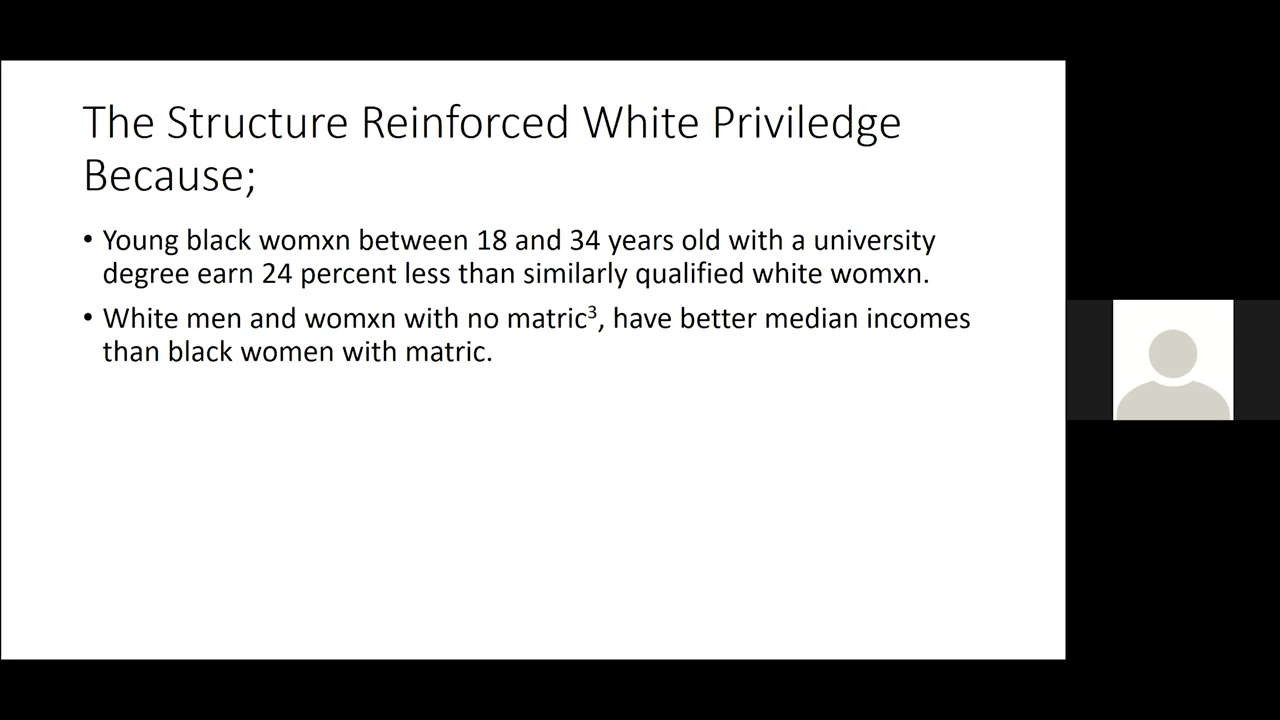 The Structure Reinforced White Priviledge
Because;
• Young black womxn between 18 and 34 years old with a university
degree earn 24 percent less than similarly qualified white womxn.
• White men and womxn with no matric³, have better median incomes
than black women with matric.